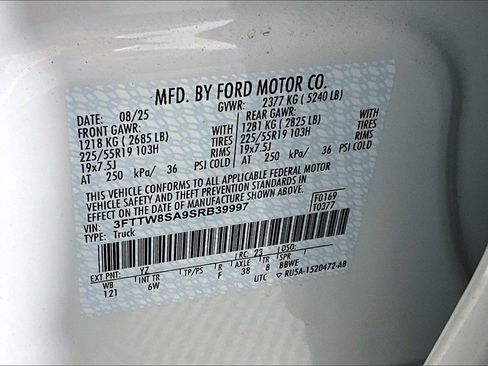 MFD. BY FORD MOTOR CO.
DATE: 08/25 GVWR: 2377 KG ( 5240 LB)
FRONT GAWR: REAR GAWR:
1218 KG ( 2685 LB) WITH 1281 KG ( 2825 LB) WITH
225/55R19 103H TIRES 225/55R19 103H TIRES
19x7.5J RIMS 19x7.5J RIMS
AT 250 kPa/ 36 PSI COLD AT 250 kPa/ 36 PSI COLD
THIS VEHICLE CONFORMS TO ALL APPLICABLE FEDERAL MOTOR
VEHICLE SAFETY AND THEFT PREVENTION STANDARDS IN
EFFECT ON THE DATE OF MANUFACTURE SHOWN ABOVE.
VIN: 3FTTW8SA9SRB39997 F0169
TYPE: Truck T0377
EXT PNT: YZ RC: 23 DSO:
WB INT TR TP/PS R AXLE TR SPR
121 6W F 38 8 BBWE
UTC ▽ RU5A-1520472-AB